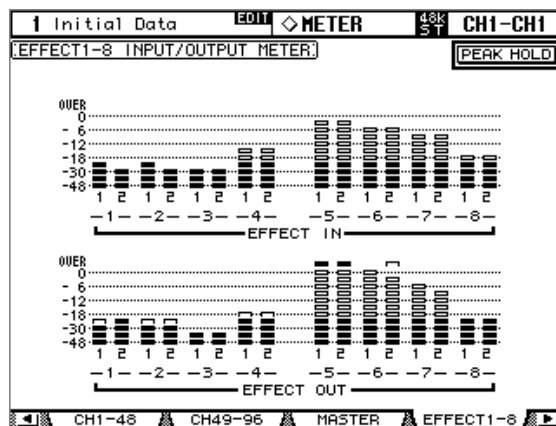 1 Initial Data EDIT ◇METER 48K ST CH1-CH1
EFFECT1-8 INPUT/OUTPUT METER
PEAK HOLD
OVER
0
- 6
-12
-18
-30
-48
1 2 1 2 1 2 1 2 1 2 1 2 1 2 1 2
-1- -2- -3- -4- -5- -6- -7- -8-
EFFECT IN
OVER
0
- 6
-12
-18
-30
-48
1 2 1 2 1 2 1 2 1 2 1 2 1 2 1 2
-1- -2- -3- -4- -5- -6- -7- -8-
EFFECT OUT
CH1-48 CH49-96 MASTER EFFECT1-8